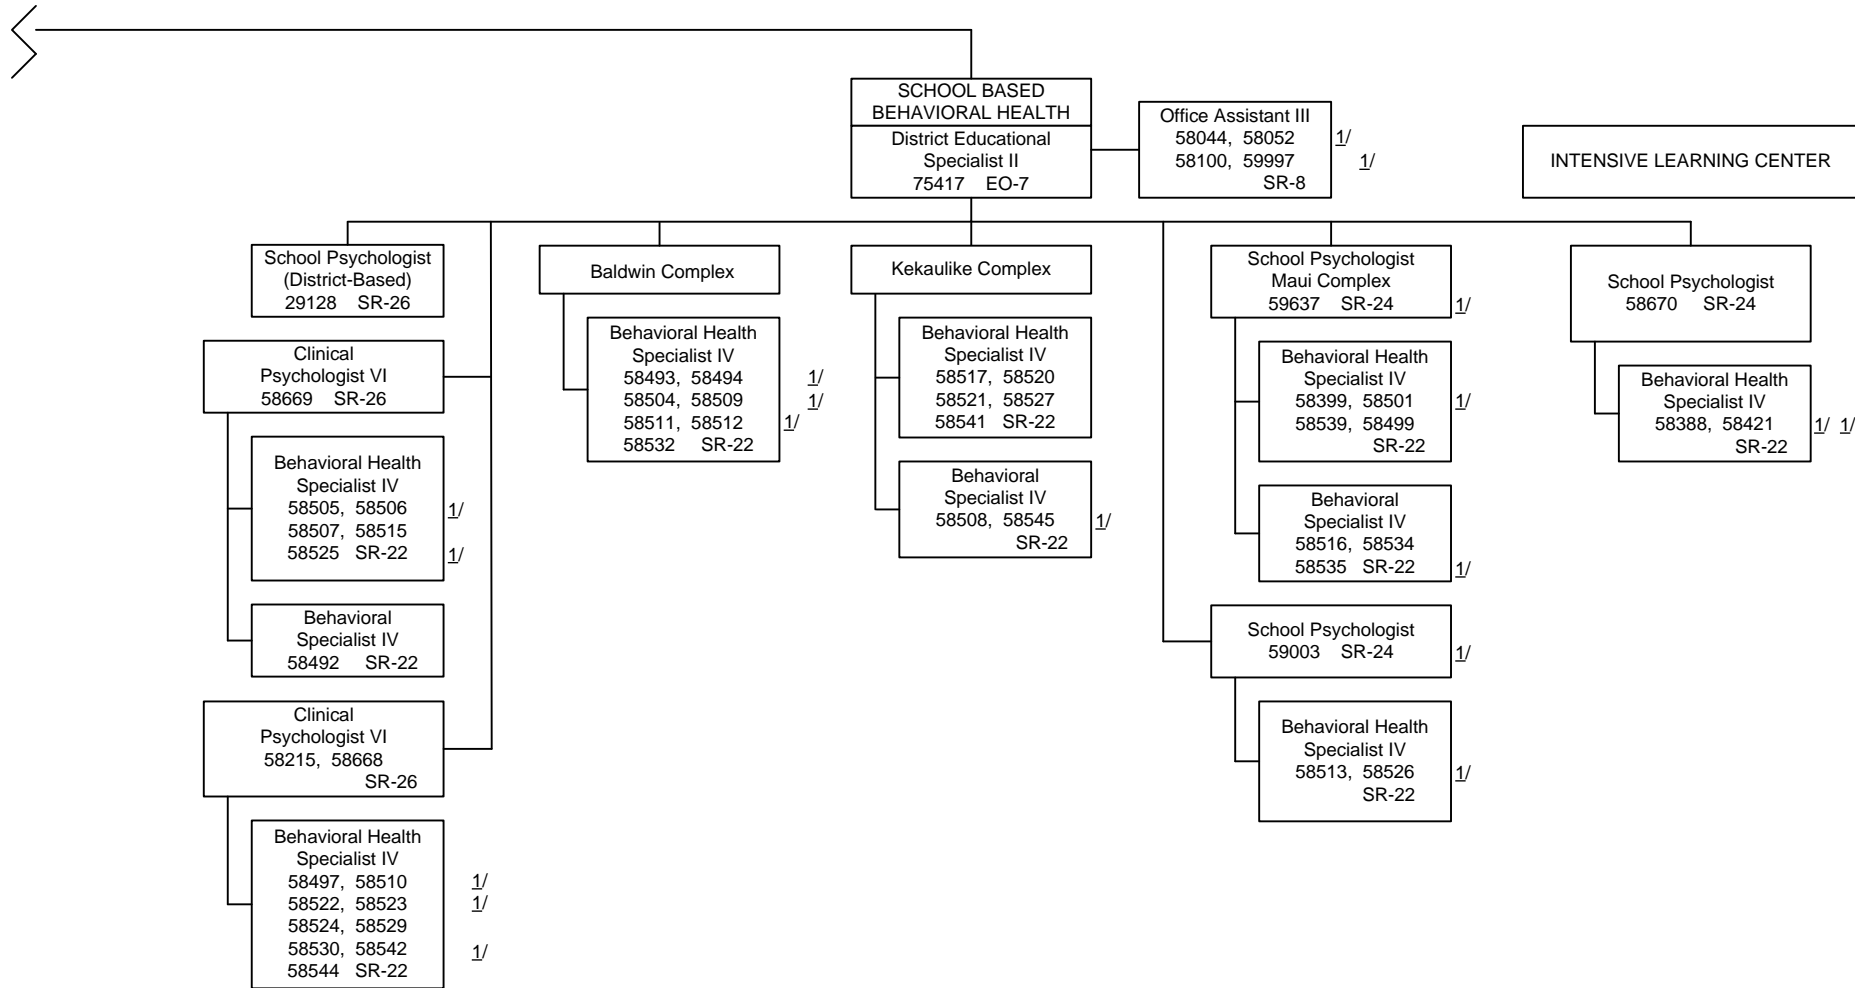 SCHOOL BASED
BEHAVIORAL HEALTH
District Educational
Specialist II
75417 EO-7
Office Assistant III
58044, 58052 1/
58100, 59997 1/
SR-8
INTENSIVE LEARNING CENTER
School Psychologist
(District-Based)
29128 SR-26
Clinical
Psychologist VI
58669 SR-26
Behavioral Health
Specialist IV
58505, 58506 1/
58507, 58515
58525 SR-22 1/
Behavioral
Specialist IV
58492 SR-22
Clinical
Psychologist VI
58215, 58668
SR-26
Behavioral Health
Specialist IV
58497, 58510 1/
58522, 58523 1/
58524, 58529
58530, 58542 1/
58544 SR-22
Baldwin Complex
Behavioral Health
Specialist IV
58493, 58494 1/
58504, 58509 1/
58511, 58512 1/
58532 SR-22
Kekaulike Complex
Behavioral Health
Specialist IV
58517, 58520
58521, 58527
58541 SR-22
Behavioral
Specialist IV
58508, 58545 1/
SR-22
School Psychologist
Maui Complex
59637 SR-24 1/
Behavioral Health
Specialist IV
58399, 58501 1/
58539, 58499
SR-22
Behavioral
Specialist IV
58516, 58534
58535 SR-22 1/
School Psychologist
59003 SR-24 1/
Behavioral Health
Specialist IV
58513, 58526 1/
SR-22
School Psychologist
58670 SR-24
Behavioral Health
Specialist IV
58388, 58421 1/ 1/
SR-22